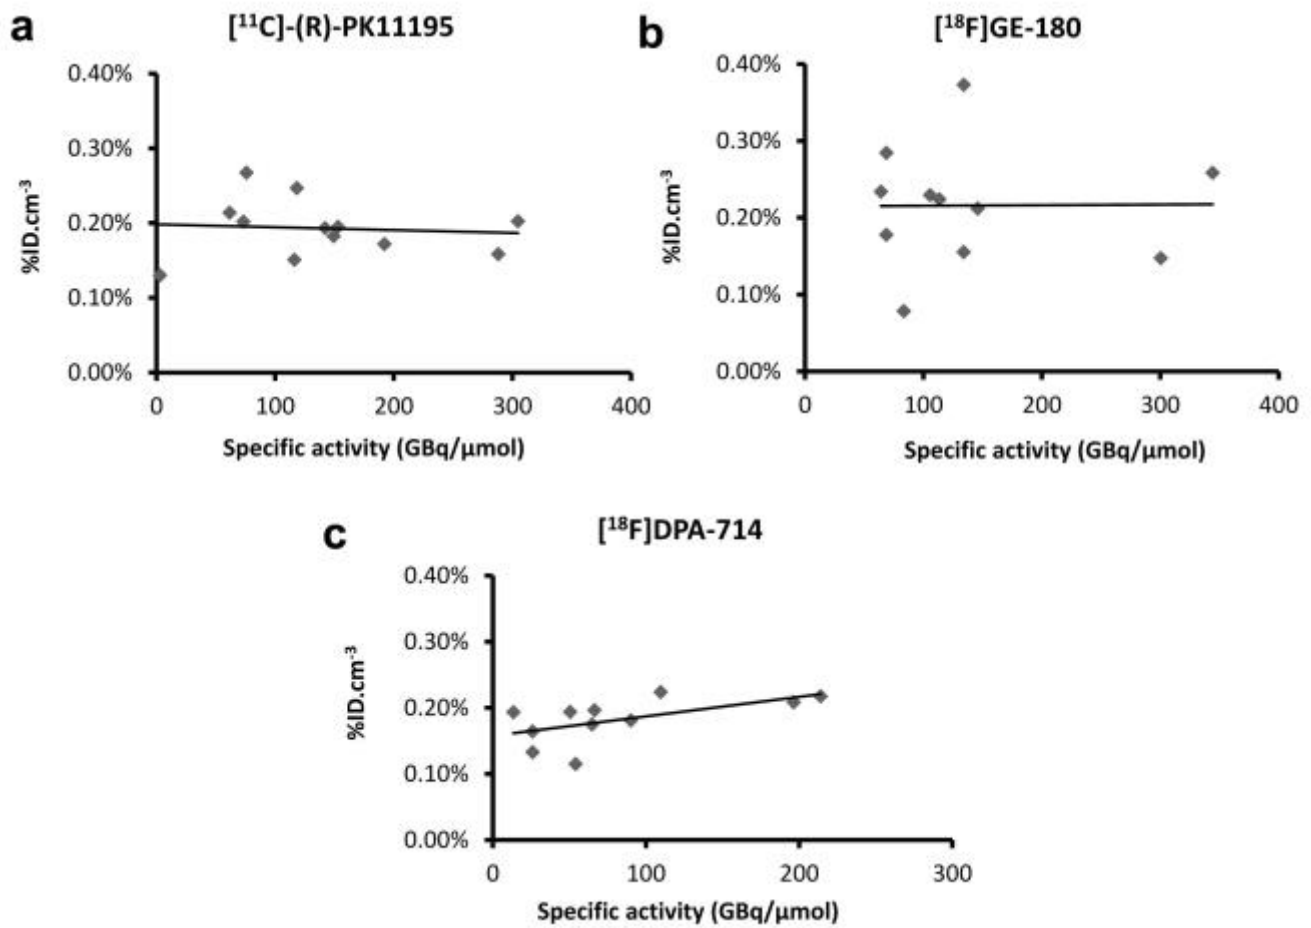 a
[¹¹C]-(R)-PK11195
0.40%
0.30%
0.20%
0.10%
0.00%
%ID.cm⁻³
0 100 200 300 400
Specific activity (GBq/µmol)
b
[¹⁸F]GE-180
0.40%
0.30%
0.20%
0.10%
0.00%
%ID.cm⁻³
0 100 200 300 400
Specific activity (GBq/µmol)
c
[¹⁸F]DPA-714
0.40%
0.30%
0.20%
0.10%
0.00%
%ID.cm⁻³
0 100 200 300
Specific activity (GBq/µmol)